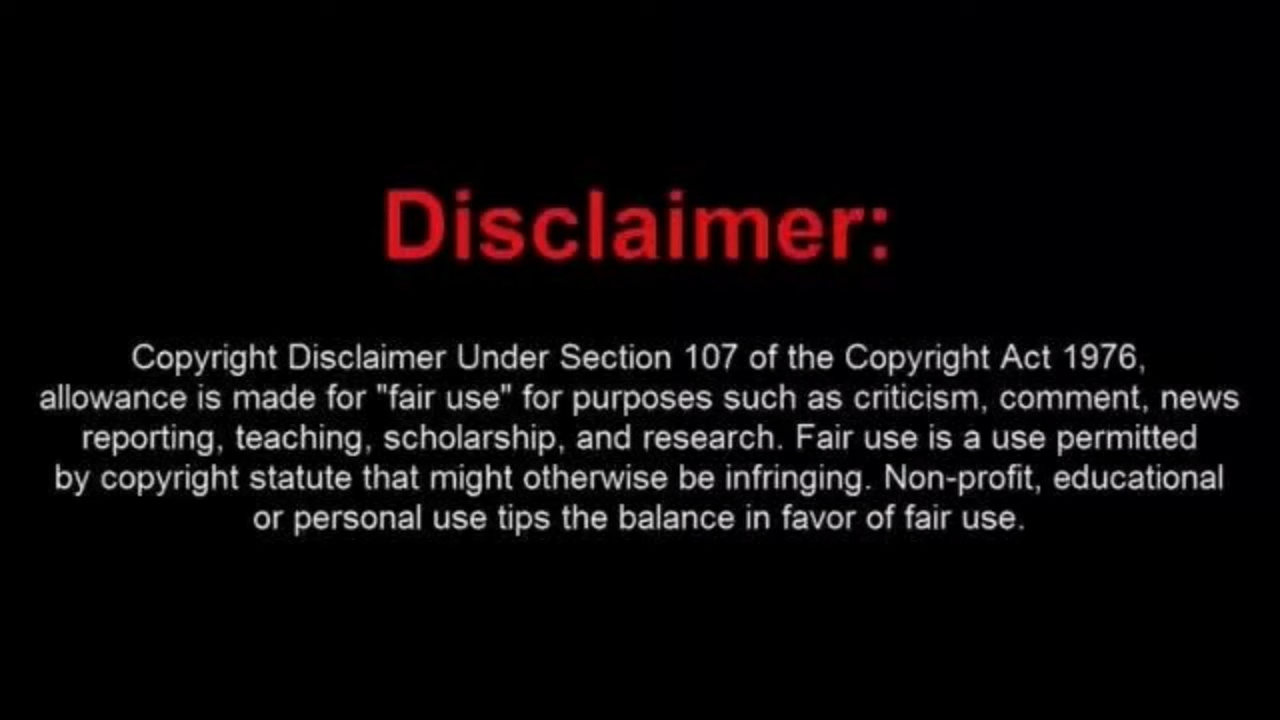 Disclaimer:
Copyright Disclaimer Under Section 107 of the Copyright Act 1976,
allowance is made for "fair use" for purposes such as criticism, comment, news
reporting, teaching, scholarship, and research. Fair use is a use permitted
by copyright statute that might otherwise be infringing. Non-profit, educational
or personal use tips the balance in favor of fair use.